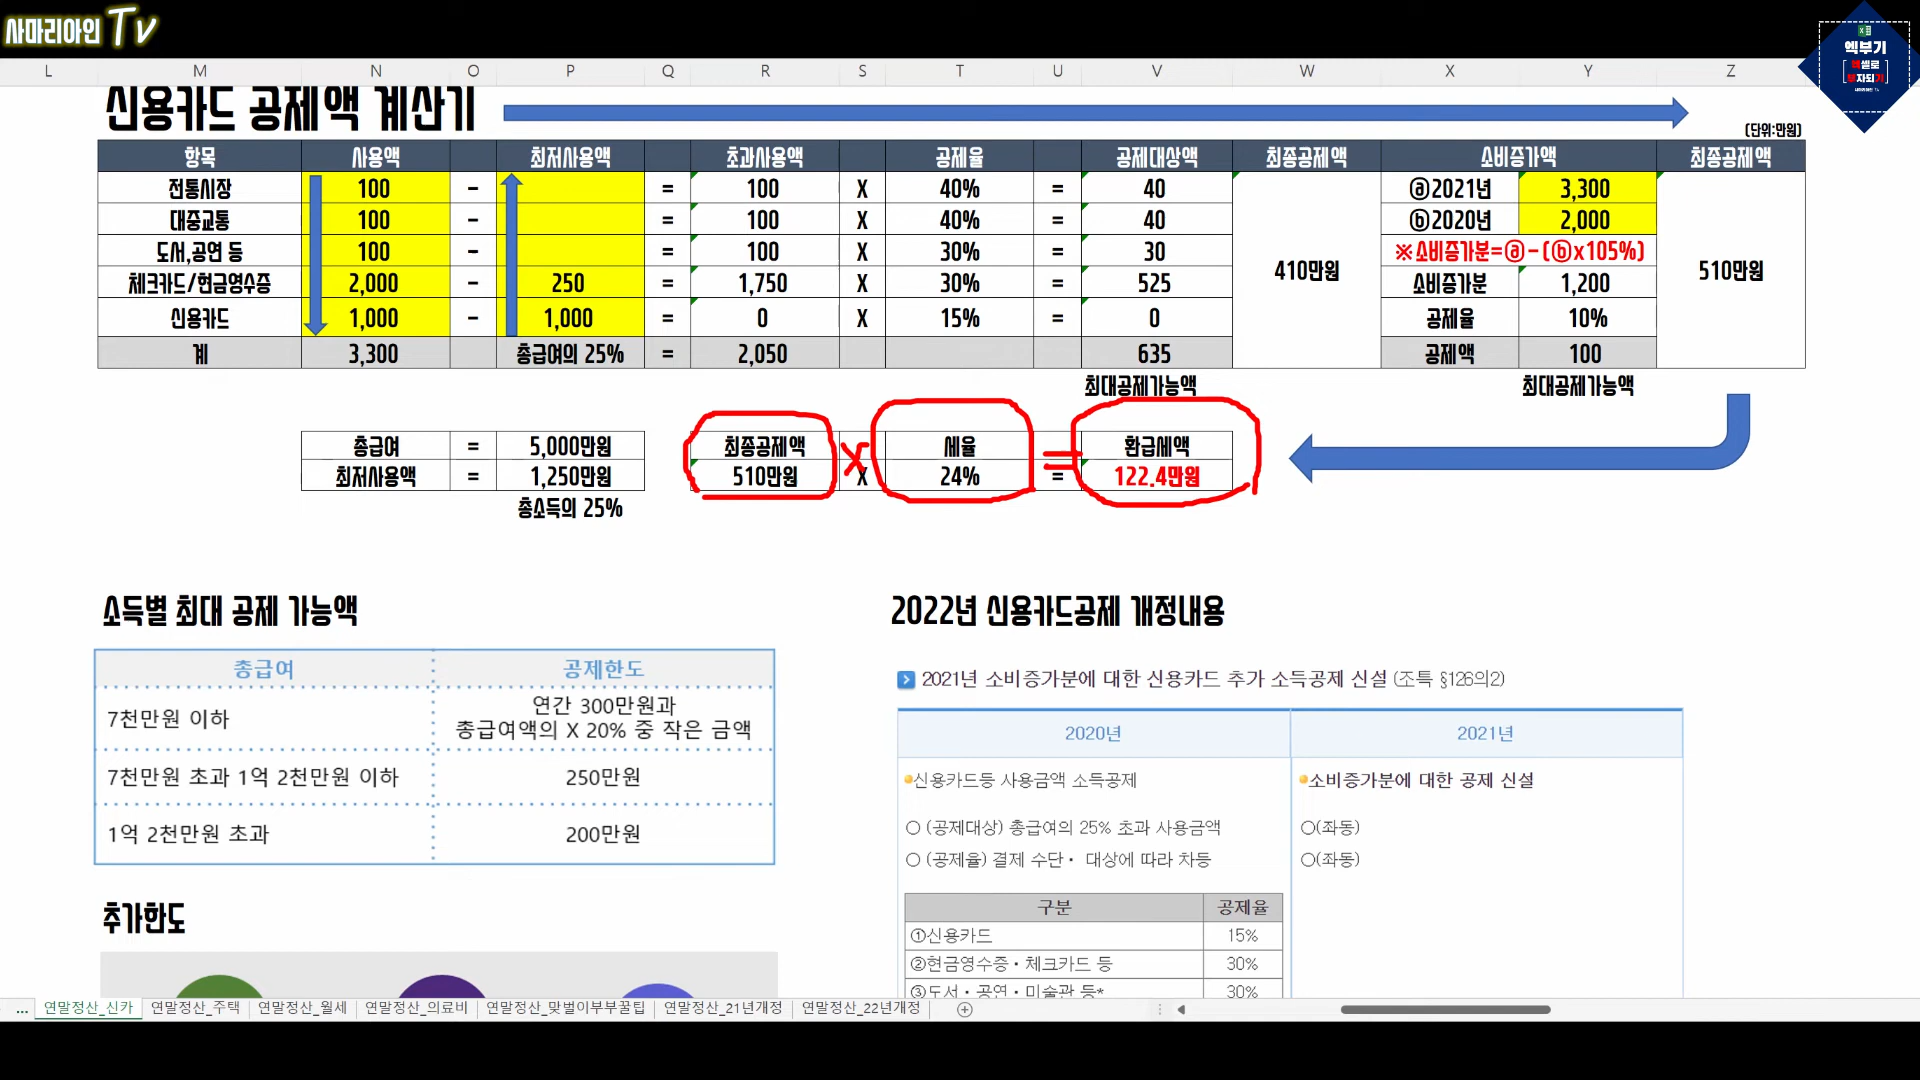 사마리아인 Tv
엑부기
엑셀로
부자되기
L M N O P Q R S T U V W X Y Z
신용카드 공제액 계산기
(단위:만원)
항목 사용액 최저사용액 초과사용액 공제율 공제대상액 최종공제액 소비증가액 최종공제액
전통시장 100 - = 100 X 40% = 40 ⓐ2021년 3,300
대중교통 100 - = 100 X 40% = 40 ⓑ2020년 2,000
도서,공연 등 100 - = 100 X 30% = 30 ※소비증가분=ⓐ-(ⓑx105%)
체크카드/현금영수증 2,000 - 250 = 1,750 X 30% = 525 410만원 소비증가분 1,200 510만원
신용카드 1,000 - 1,000 = 0 X 15% = 0 공제율 10%
계 3,300 총급여의 25% = 2,050 635 공제액 100
최대공제가능액 최대공제가능액
총급여 = 5,000만원 최종공제액 X 세율 = 환급세액
최저사용액 = 1,250만원 510만원 X 24% = 122.4만원
총소득의 25%
소득별 최대 공제 가능액
총급여 공제한도
7천만원 이하 연간 300만원과
총급여액의 X 20% 중 작은 금액
7천만원 초과 1억 2천만원 이하 250만원
1억 2천만원 초과 200만원
추가한도
2022년 신용카드공제 개정내용
2021년 소비증가분에 대한 신용카드 추가 소득공제 신설 (조특 §126의2)
2020년 2021년
신용카드등 사용금액 소득공제 소비증가분에 대한 공제 신설
○ (공제대상) 총급여의 25% 초과 사용금액 ○(좌동)
○ (공제율) 결제 수단・ 대상에 따라 차등 ○(좌동)
구분 공제율
①신용카드 15%
②현금영수증・체크카드 등 30%
③도서・공연・미술관 등* 30%
... 연말정산_신카 연말정산_주택 연말정산_월세 연말정산_의료비 연말정산_맞벌이부부꿀팁 연말정산_21년개정 연말정산_22년개정